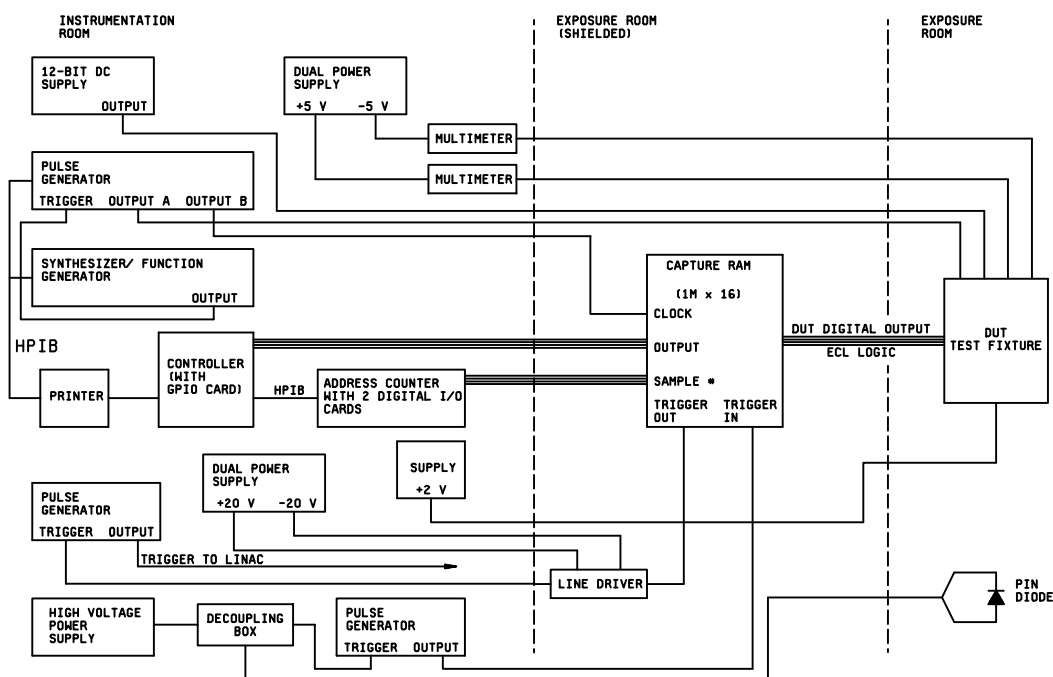 INSTRUMENTATION
ROOM
EXPOSURE ROOM
(SHIELDED)
EXPOSURE
ROOM
12-BIT DC
SUPPLY
OUTPUT
DUAL POWER
SUPPLY
+5 V -5 V
MULTIMETER
MULTIMETER
PULSE
GENERATOR
TRIGGER OUTPUT A OUTPUT B
SYNTHESIZER/ FUNCTION
GENERATOR
OUTPUT
CAPTURE RAM
(1M x 16)
CLOCK
OUTPUT
SAMPLE #
TRIGGER
OUT
TRIGGER
IN
DUT DIGITAL OUTPUT
ECL LOGIC
DUT
TEST FIXTURE
HPIB
PRINTER
CONTROLLER
(WITH
GPIO CARD)
HPIB
ADDRESS COUNTER
WITH 2 DIGITAL I/O
CARDS
DUAL POWER
SUPPLY
+20 V -20 V
SUPPLY
+2 V
PULSE
GENERATOR
TRIGGER OUTPUT
TRIGGER TO LINAC
LINE DRIVER
PIN
DIODE
HIGH VOLTAGE
POWER
SUPPLY
DECOUPLING
BOX
PULSE
GENERATOR
TRIGGER OUTPUT